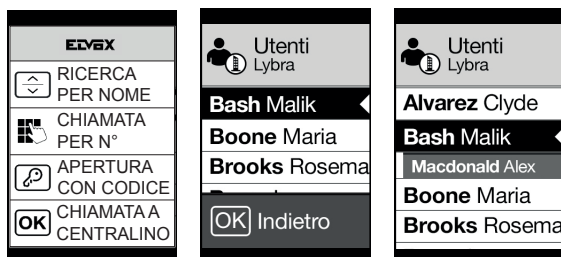 ELVOX
RICERCA
PER NOME
CHIAMATA
PER N°
APERTURA
CON CODICE
OK CHIAMATA A
CENTRALINO
Utenti
Lybra
Bash Malik
Boone Maria
Brooks Rosema
OK Indietro
Utenti
Lybra
Alvarez Clyde
Bash Malik
Macdonald Alex
Boone Maria
Brooks Rosema